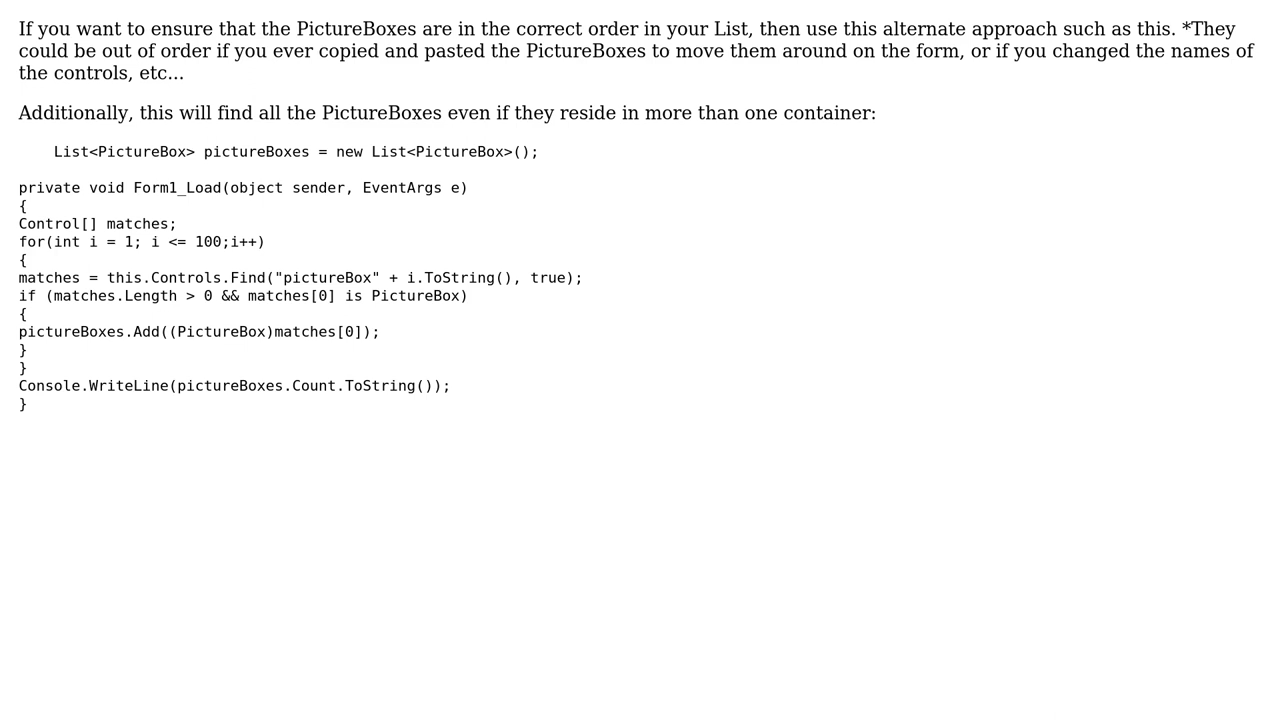 If you want to ensure that the PictureBoxes are in the correct order in your List, then use this alternate approach such as this. *They
could be out of order if you ever copied and pasted the PictureBoxes to move them around on the form, or if you changed the names of
the controls, etc...
Additionally, this will find all the PictureBoxes even if they reside in more than one container:
    List<PictureBox> pictureBoxes = new List<PictureBox>();
private void Form1_Load(object sender, EventArgs e)
{
Control[] matches;
for(int i = 1; i <= 100;i++)
{
matches = this.Controls.Find("pictureBox" + i.ToString(), true);
if (matches.Length > 0 && matches[0] is PictureBox)
{
pictureBoxes.Add((PictureBox)matches[0]);
}
}
Console.WriteLine(pictureBoxes.Count.ToString());
}